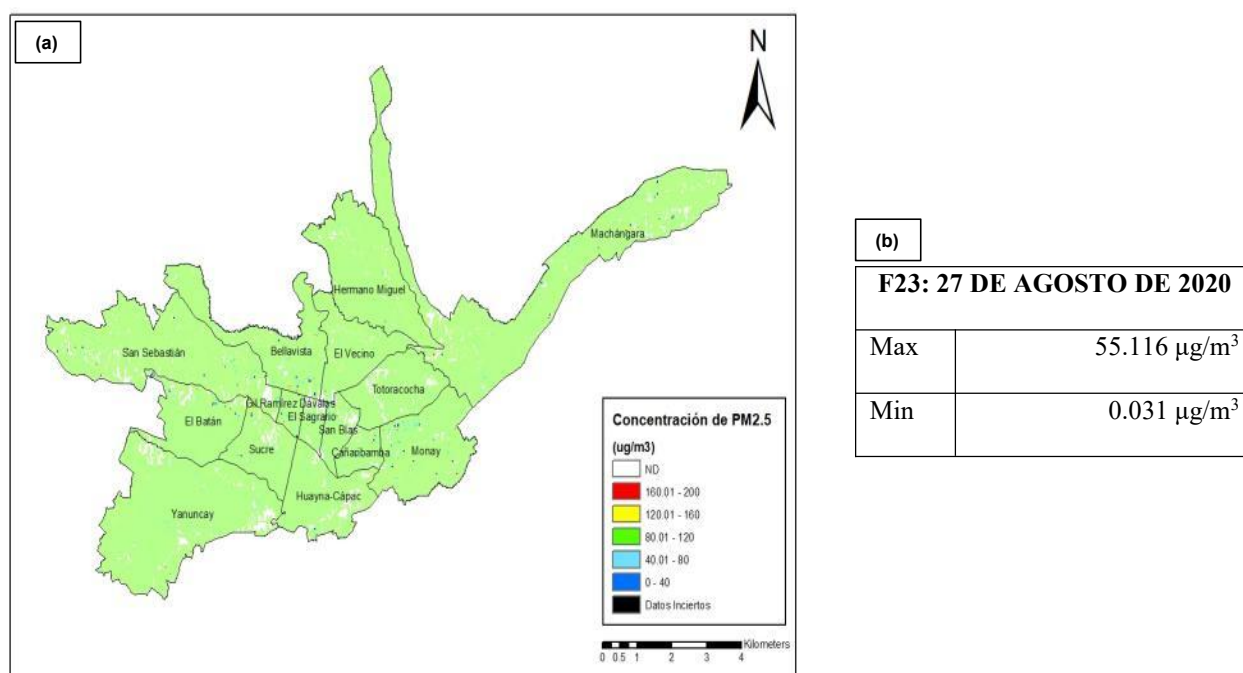 (a)
N
Machángara
Hermano Miguel
San Sebastián
Bellavista
El Vecino
Totoracocha
Gil Ramírez Dávalos
El Sagrario
El Batán
San Blas
Sucre
Cañaribamba
Monay
Huayna-Cápac
Yanuncay
Concentración de PM2.5
(ug/m3)
ND
160.01 - 200
120.01 - 160
80.01 - 120
40.01 - 80
0 - 40
Datos Inciertos
Kilometers
0 0.5 1 2 3 4
(b)
F23: 27 DE AGOSTO DE 2020
Max 55.116 µg/m³
Min 0.031 µg/m³